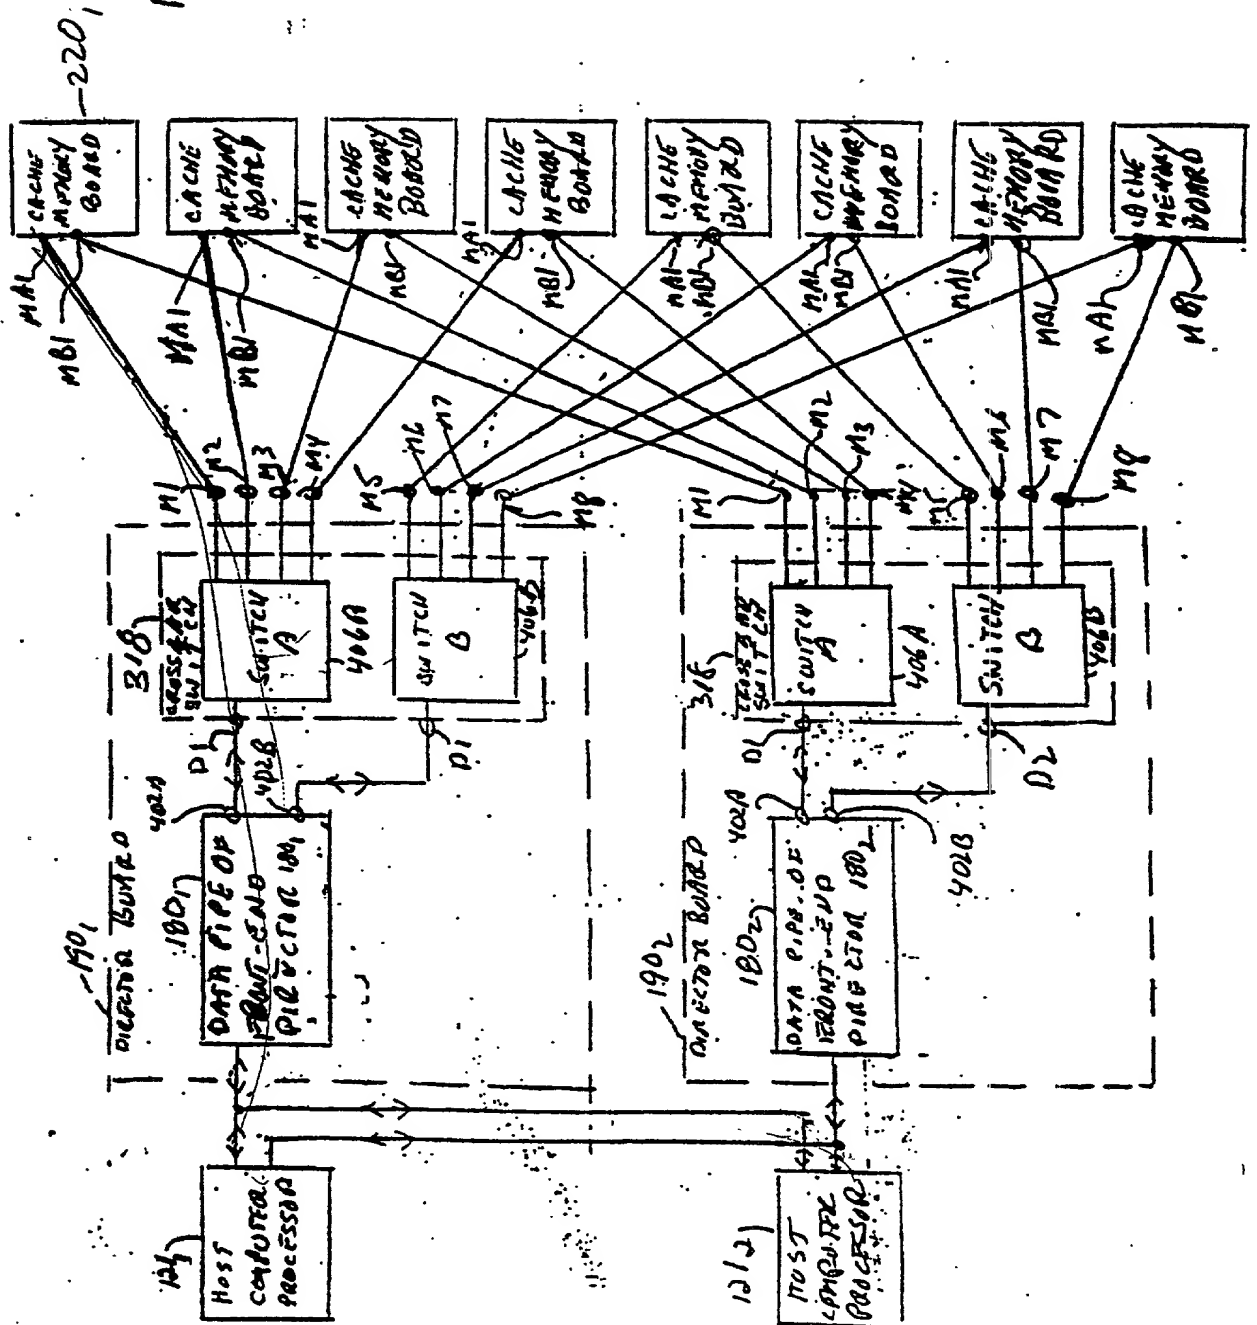 220₁
CACHE
MEMORY
BOARD
MA1
MB1
CACHE
MEMORY
BOARD
MA1
MB1
CACHE
MEMORY
BOARD
MA1
MB1
CACHE
MEMORY
BOARD
MA1
MB1
CACHE
MEMORY
BOARD
MA1
MB1
CACHE
MEMORY
BOARD
MA1
MB1
CACHE
MEMORY
BOARD
MA1
MB1
CACHE
MEMORY
BOARD
MA1
MB1
M1
M2
M3
M4
M5
M6
M7
M8
M1
M2
M3
M6
M7
M8
318
CROSSBAR
SWITCH
SWITCH
A
406A
SWITCH
B
406B
D1
D1
402A
402B
190₁
DIRECTOR BOARD
180₁
DATA PIPE OF
FRONT-END
DIRECTOR 180₁
318
CROSSBAR
SWITCH
SWITCH
A
406A
SWITCH
B
406B
D1
D2
402A
402B
190₂
DIRECTOR BOARD
180₂
DATA PIPE OF
FRONT-END
DIRECTOR 180₂
121₁
HOST
COMPUTER
PROCESSOR
121₂
HOST
COMPUTER
PROCESSOR